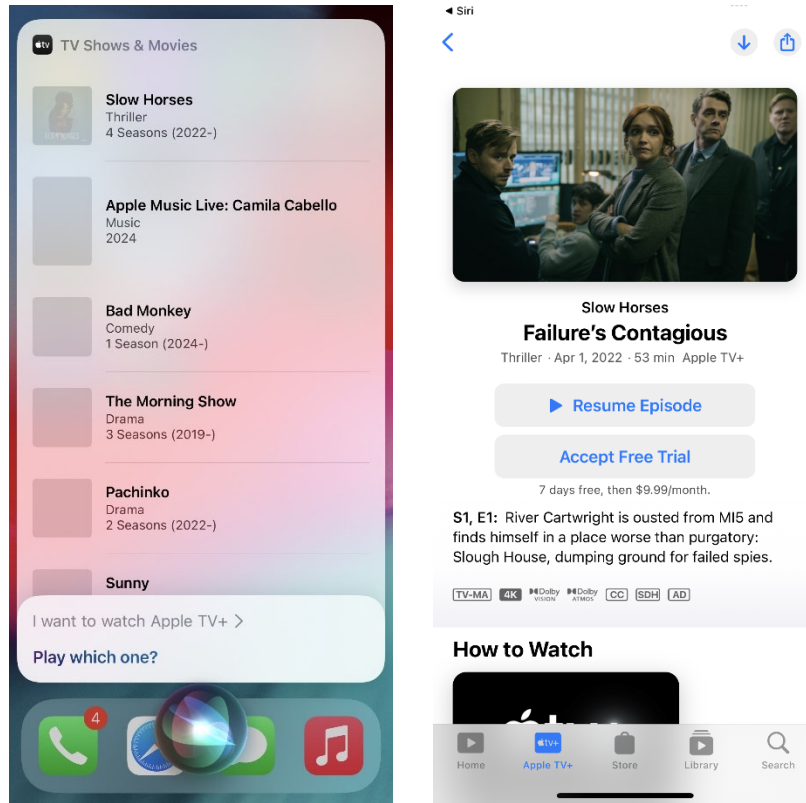 tv TV Shows & Movies
Slow Horses
Thriller
4 Seasons (2022-)
Apple Music Live: Camila Cabello
Music
2024
Bad Monkey
Comedy
1 Season (2024-)
The Morning Show
Drama
3 Seasons (2019-)
Pachinko
Drama
2 Seasons (2022-)
Sunny
I want to watch Apple TV+ >
Play which one?
4
◀ Siri
Slow Horses
Failure's Contagious
Thriller · Apr 1, 2022 · 53 min Apple TV+
▶ Resume Episode
Accept Free Trial
7 days free, then $9.99/month.
S1, E1: River Cartwright is ousted from MI5 and
finds himself in a place worse than purgatory:
Slough House, dumping ground for failed spies.
TV-MA 4K Dolby VISION Dolby ATMOS CC SDH AD
How to Watch
tv+
Home Apple TV+ Store Library Search